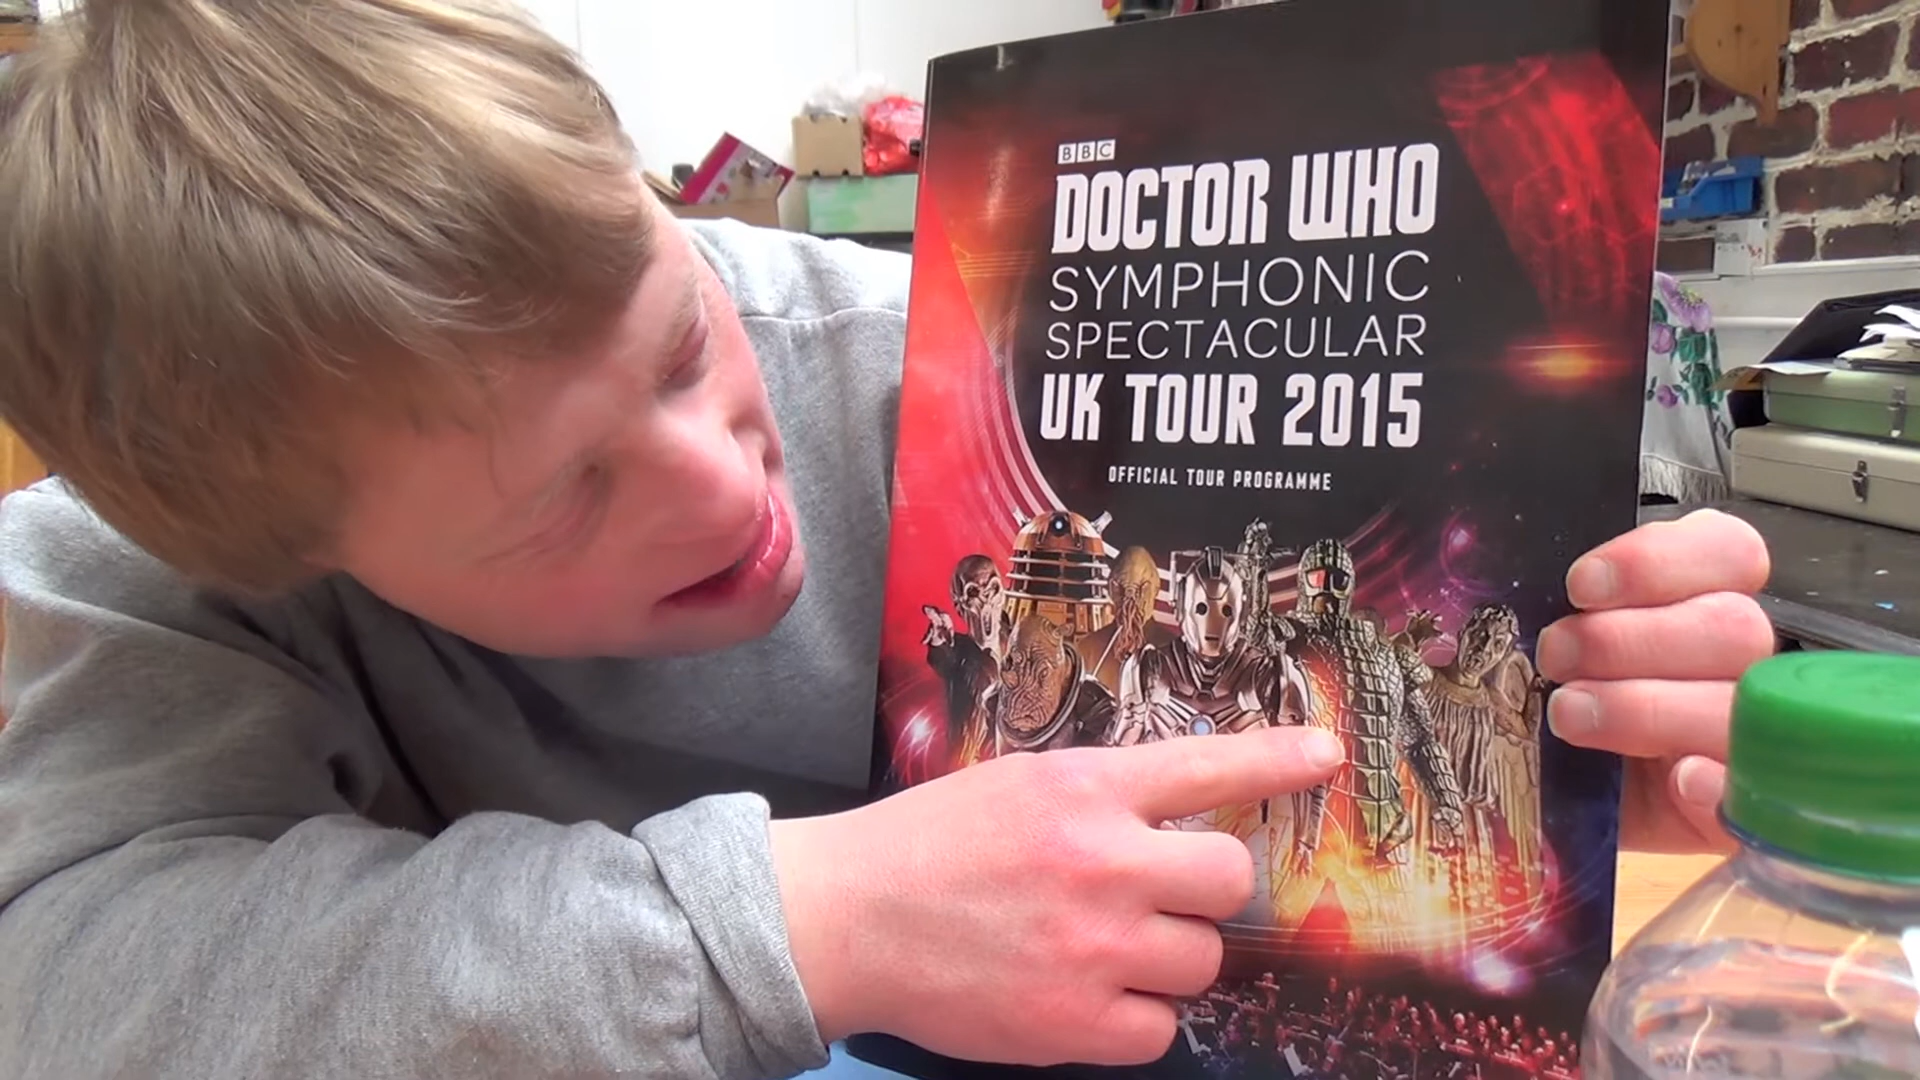 BBC
DOCTOR WHO
SYMPHONIC
SPECTACULAR
UK TOUR 2015
OFFICIAL TOUR PROGRAMME